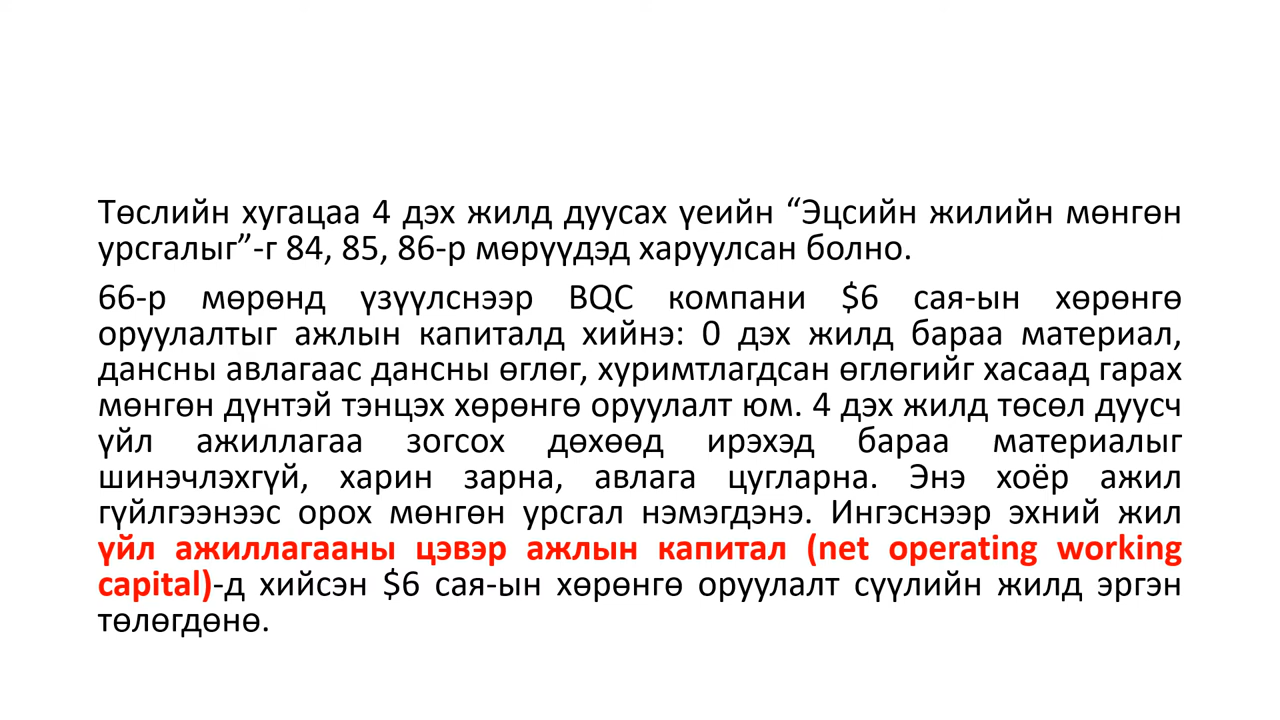 Төслийн хугацаа 4 дэх жилд дуусах үеийн “Эцсийн жилийн мөнгөн
урсгалыг”-г 84, 85, 86-р мөрүүдэд харуулсан болно.
66-р мөрөнд үзүүлснээр BQC компани $6 сая-ын хөрөнгө
оруулалтыг ажлын капиталд хийнэ: 0 дэх жилд бараа материал,
дансны авлагаас дансны өглөг, хуримтлагдсан өглөгийг хасаад гарах
мөнгөн дүнтэй тэнцэх хөрөнгө оруулалт юм. 4 дэх жилд төсөл дуусч
үйл ажиллагаа зогсох дөхөөд ирэхэд бараа материалыг
шинэчлэхгүй, харин зарна, авлага цугларна. Энэ хоёр ажил
гүйлгээнээс орох мөнгөн урсгал нэмэгдэнэ. Ингэснээр эхний жил
үйл ажиллагааны цэвэр ажлын капитал (net operating working
capital)-д хийсэн $6 сая-ын хөрөнгө оруулалт сүүлийн жилд эргэн
төлөгдөнө.